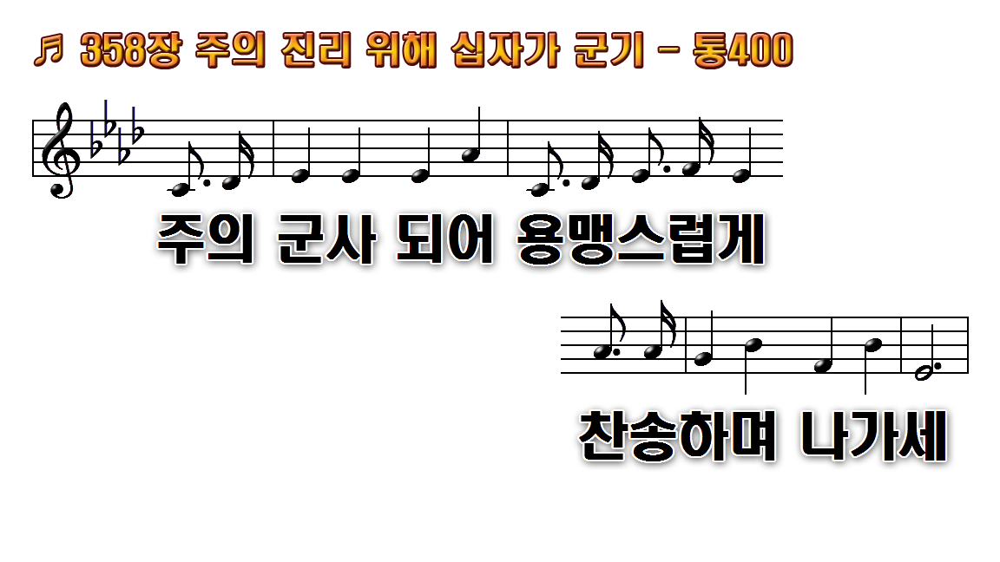 ♬ 358장 주의 진리 위해 십자가 군기 - 통400
주의 군사 되어 용맹스럽게
찬송하며 나가세